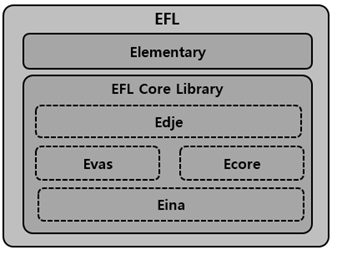 EFL
Elementary
EFL Core Library
Edje
Evas Ecore
Eina